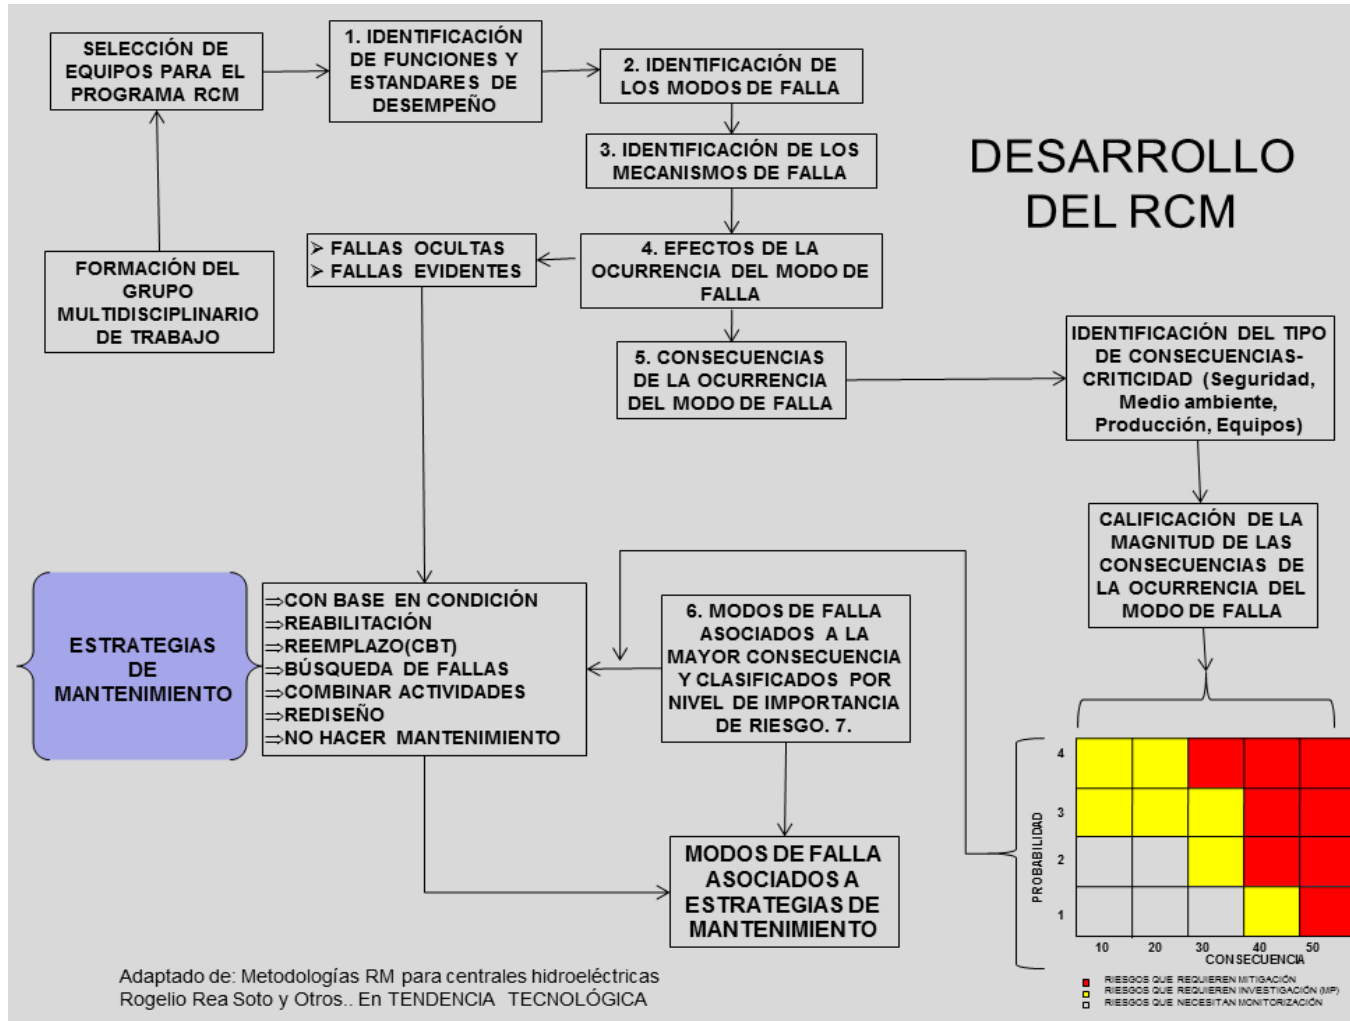 SELECCIÓN DE
EQUIPOS PARA EL
PROGRAMA RCM
1. IDENTIFICACIÓN
DE FUNCIONES Y
ESTANDARES DE
DESEMPEÑO
2. IDENTIFICACIÓN DE
LOS MODOS DE FALLA
3. IDENTIFICACIÓN DE LOS
MECANISMOS DE FALLA
DESARROLLO
DEL RCM
FALLAS OCULTAS
FALLAS EVIDENTES
4. EFECTOS DE LA
OCURRENCIA DEL MODO DE
FALLA
FORMACIÓN DEL
GRUPO
MULTIDISCIPLINARIO
DE TRABAJO
5. CONSECUENCIAS
DE LA OCURRENCIA
DEL MODO DE FALLA
IDENTIFICACIÓN DEL TIPO
DE CONSECUENCIAS-
CRITICIDAD (Seguridad,
Medio ambiente,
Producción, Equipos)
CALIFICACIÓN DE LA
MAGNITUD DE LAS
CONSECUENCIAS DE
LA OCURRENCIA DEL
MODO DE FALLA
ESTRATEGIAS
DE
MANTENIMIENTO
⇒CON BASE EN CONDICIÓN
⇒REABILITACIÓN
⇒REEMPLAZO(CBT)
⇒BÚSQUEDA DE FALLAS
⇒COMBINAR ACTIVIDADES
⇒REDISEÑO
⇒NO HACER MANTENIMIENTO
6. MODOS DE FALLA
ASOCIADOS A LA
MAYOR CONSECUENCIA
Y CLASIFICADOS POR
NIVEL DE IMPORTANCIA
DE RIESGO. 7.
MODOS DE FALLA
ASOCIADOS A
ESTRATEGIAS DE
MANTENIMIENTO
PROBABILIDAD
4
3
2
1
10 20 30 40 50
CONSECUENCIA
RIESGOS QUE REQUIEREN MITIGACIÓN
RIESGOS QUE REQUIEREN INVESTIGACIÓN (MP)
RIESGOS QUE NECESITAN MONITORIZACIÓN
Adaptado de: Metodologías RM para centrales hidroeléctricas
Rogelio Rea Soto y Otros.. En TENDENCIA TECNOLÓGICA